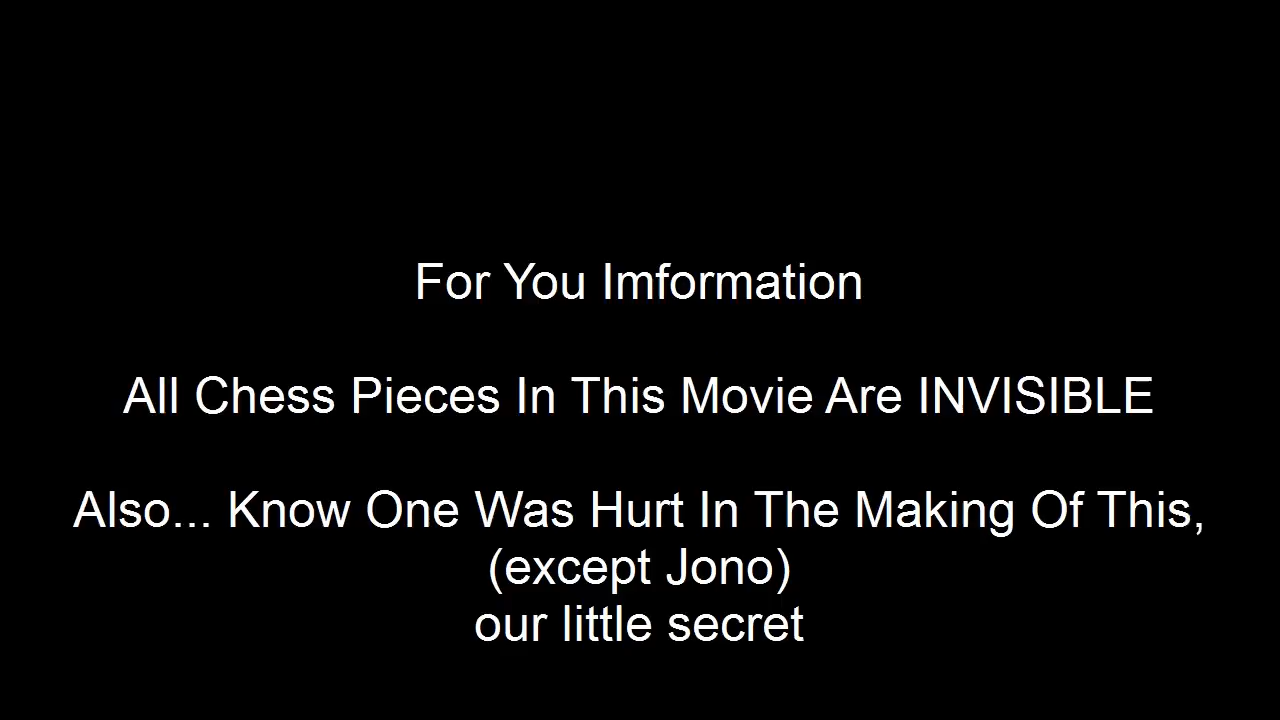 For You Imformation
All Chess Pieces In This Movie Are INVISIBLE
Also... Know One Was Hurt In The Making Of This,
(except Jono)
our little secret